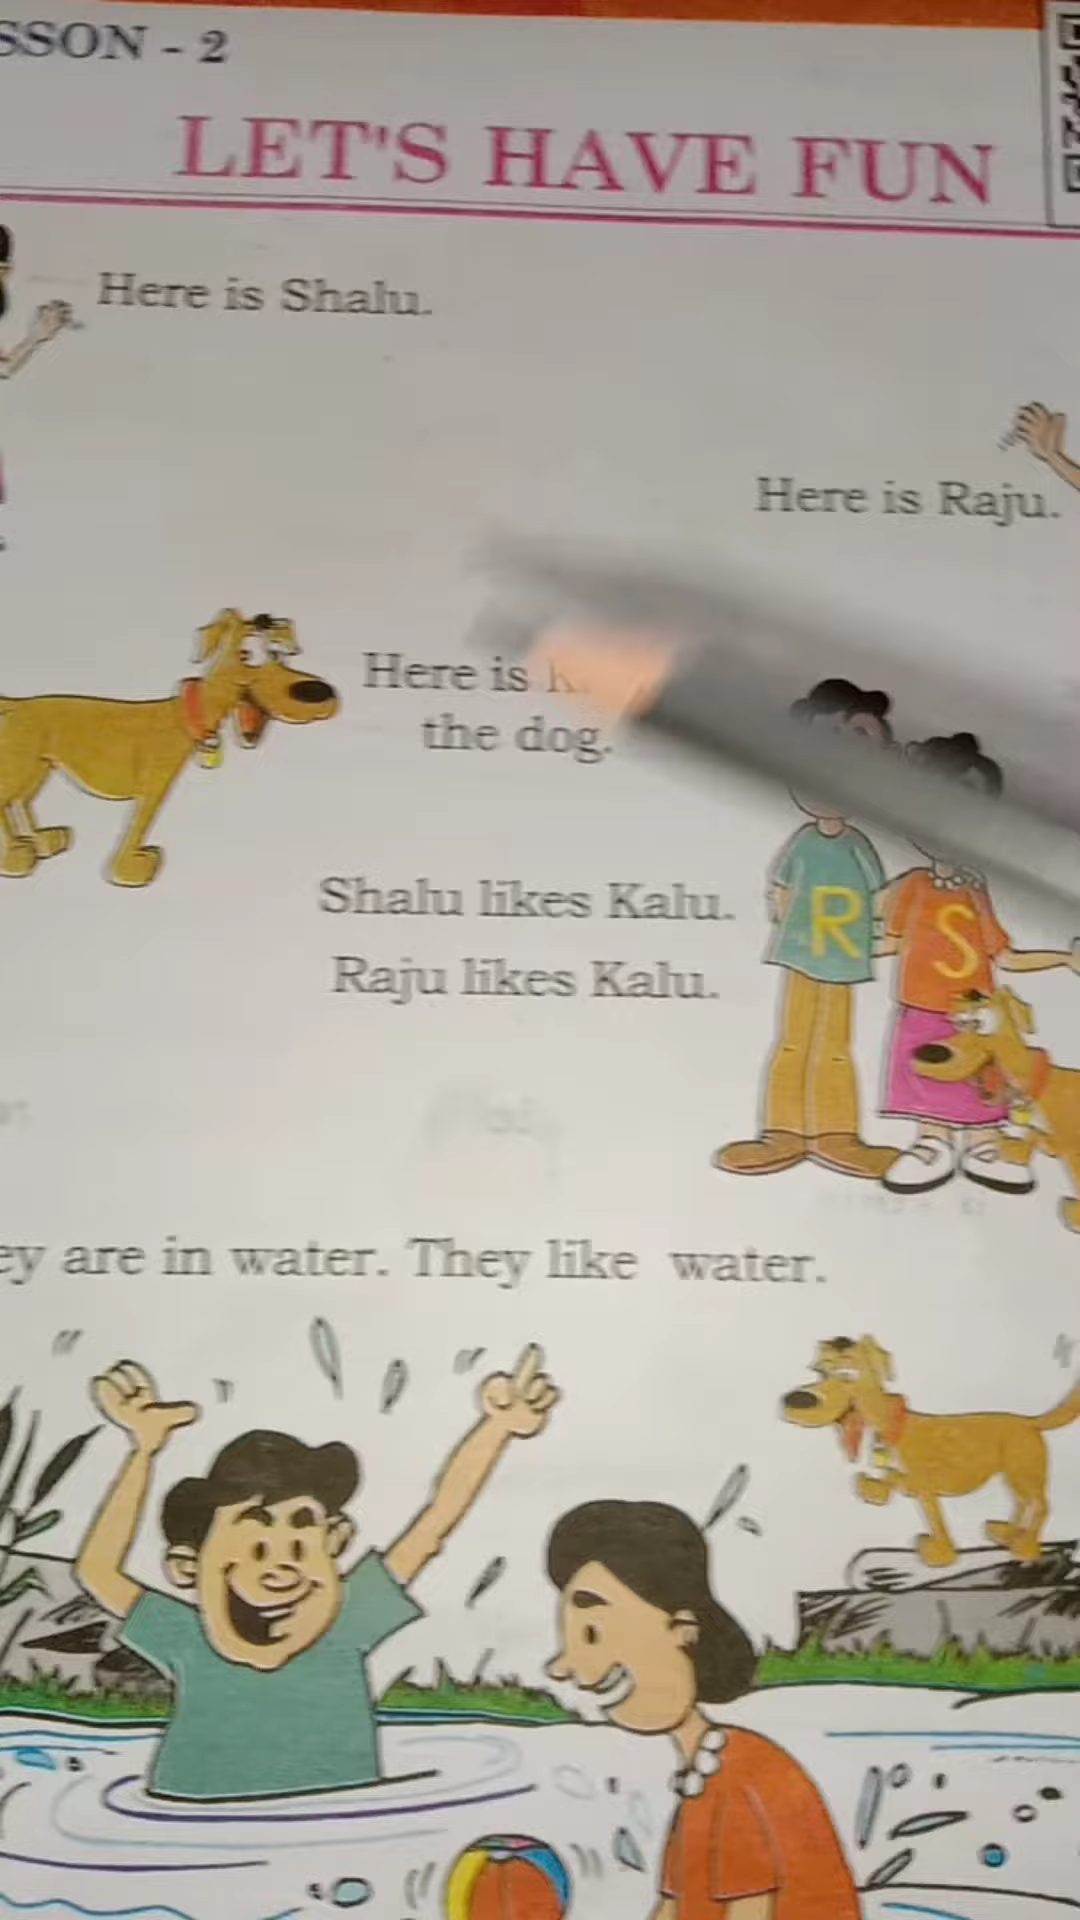 SSON - 2
LET'S HAVE FUN
Here is Shalu.
Here is Raju.
Here is
the dog.
Shalu likes Kalu.
Raju likes Kalu.
R
S
ey are in water. They like water.